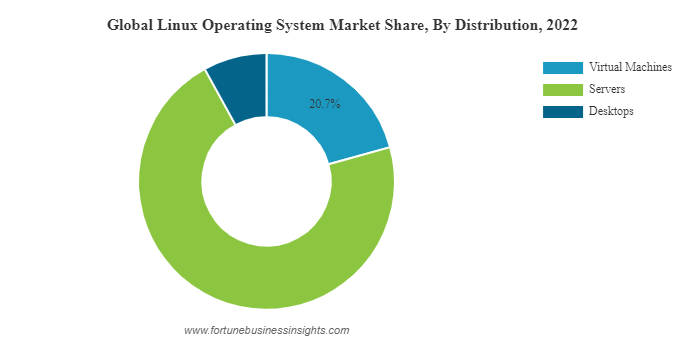 Global Linux Operating System Market Share, By Distribution, 2022
Virtual Machines
Servers
Desktops
20.7%
www.fortunebusinessinsights.com